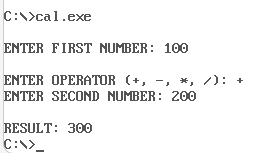 C:\>cal.exe
ENTER FIRST NUMBER: 100
ENTER OPERATOR (+, -, *, /): +
ENTER SECOND NUMBER: 200
RESULT: 300
C:\>_